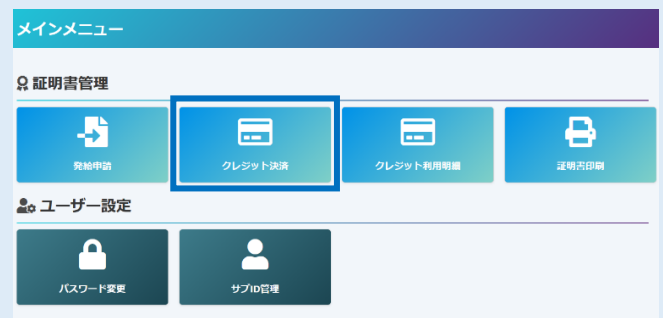 メインメニュー
証明書管理
発給申請
クレジット決済
クレジット利用明細
証明書印刷
ユーザー設定
パスワード変更
サブID管理